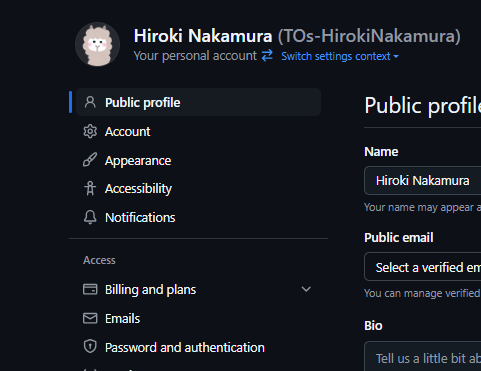 Hiroki Nakamura (TOs-HirokiNakamura)
Your personal account Switch settings context
Public profile
Account
Appearance
Accessibility
Notifications
Access
Billing and plans
Emails
Password and authentication
Public profile
Name
Hiroki Nakamura
Your name may appear a
Public email
Select a verified em
You can manage verified
Bio
Tell us a little bit ab